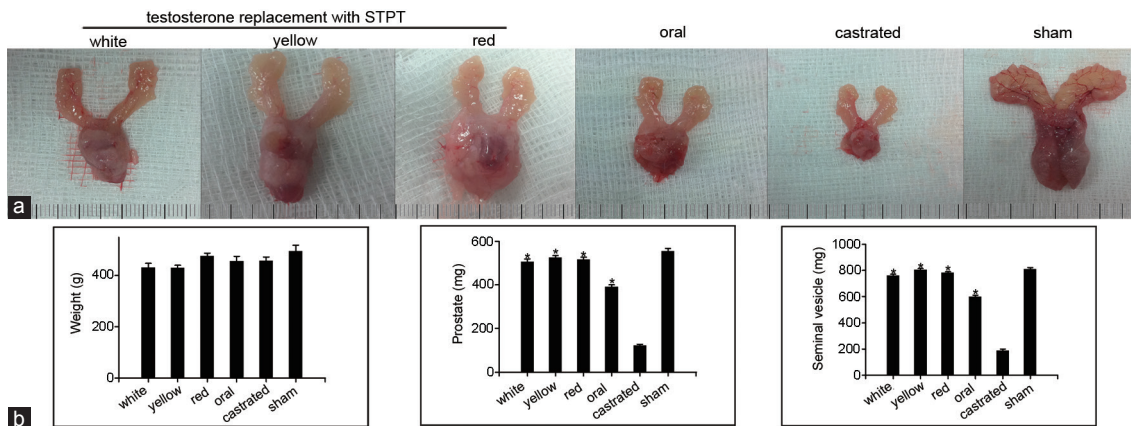 testosterone replacement with STPT
white yellow red oral castrated sham
a
Weight (g)
400
200
0
white yellow red oral castrated sham
Prostate (mg)
600
400
200
0
* * * *
white yellow red oral castrated sham
Seminal vesicle (mg)
1000
800
600
400
200
0
* * * *
white yellow red oral castrated sham
b